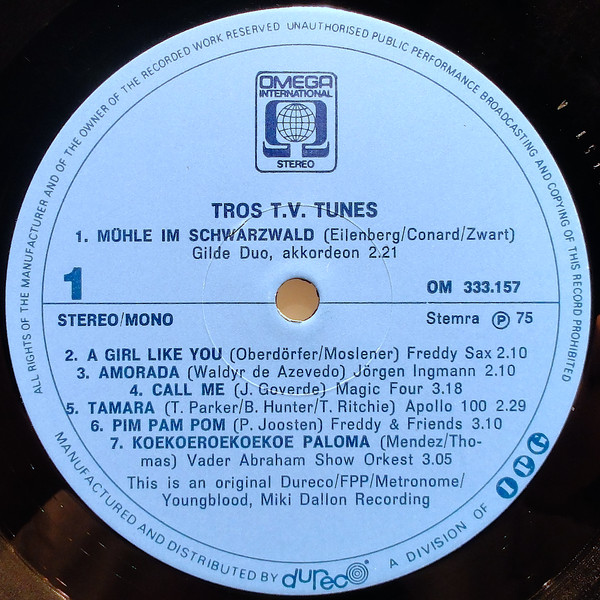 ALL RIGHTS OF THE MANUFACTURER AND OF THE OWNER OF THE RECORDED WORK RESERVED UNAUTHORISED PUBLIC PERFORMANCE BROADCASTING AND COPYING OF THIS RECORD PROHIBITED
OMEGA
INTERNATIONAL
STEREO
TROS T.V. TUNES
1. MÜHLE IM SCHWARZWALD (Eilenberg/Conard/Zwart)
Gilde Duo, akkordeon 2.21
1
OM 333.157
STEREO/MONO
Stemra Ⓟ 75
2. A GIRL LIKE YOU (Oberdörfer/Moslener) Freddy Sax 2.10
3. AMORADA (Waldyr de Azevedo) Jörgen Ingmann 2.10
4. CALL ME (J. Goverde) Magic Four 3.18
5. TAMARA (T. Parker/B. Hunter/T. Ritchie) Apollo 100 2.29
6. PIM PAM POM (P. Joosten) Freddy & Friends 3.10
7. KOEKOEROEKOEKOE PALOMA (Mendez/Tho-
mas) Vader Abraham Show Orkest 3.05
This is an original Dureco/FPP/Metronome/
Youngblood, Miki Dallon Recording
MANUFACTURED AND DISTRIBUTED BY dureco A DIVISION OF IPG